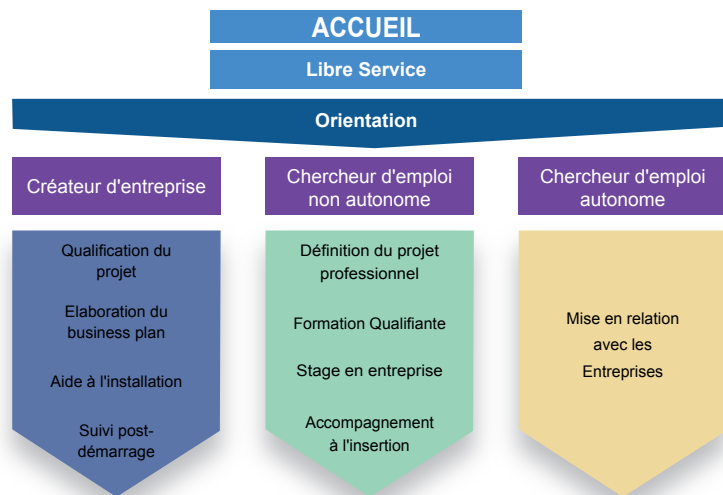 ACCUEIL
Libre Service
Orientation
Créateur d'entreprise
Qualification du
projet
Elaboration du
business plan
Aide à l'installation
Suivi post-
démarrage
Chercheur d'emploi
non autonome
Définition du projet
professionnel
Formation Qualifiante
Stage en entreprise
Accompagnement
à l'insertion
Chercheur d'emploi
autonome
Mise en relation
avec les
Entreprises